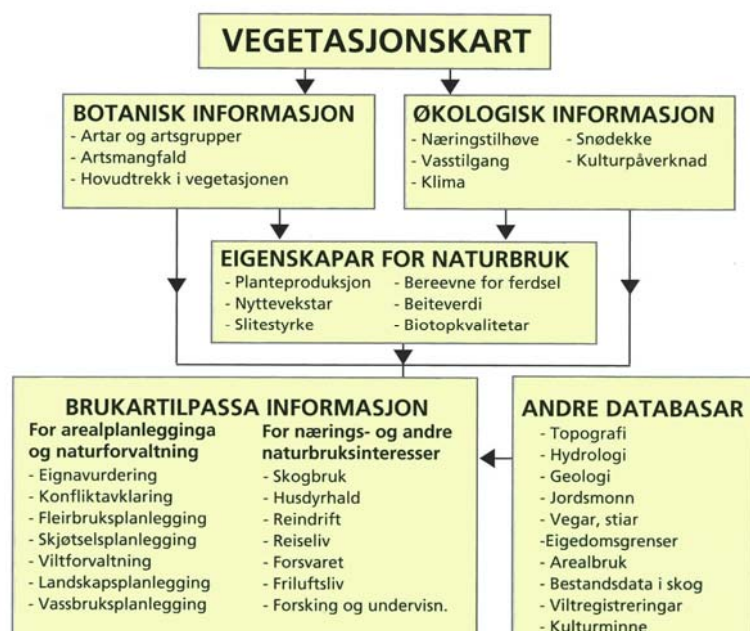 VEGETASJONSKART
BOTANISK INFORMASJON
- Artar og artsgrupper
- Artsmangfald
- Hovudtrekk i vegetasjonen
ØKOLOGISK INFORMASJON
- Næringstilhøve
- Vasstilgang
- Klima
- Snødekke
- Kulturpåverknad
EIGENSKAPAR FOR NATURBRUK
- Planteproduksjon
- Nyttevekstar
- Slitestyrke
- Bereevne for ferdsel
- Beiteverdi
- Biotopkvalitetar
BRUKARTILPASSA INFORMASJON
For arealplanlegginga
og naturforvaltning
- Eignavurdering
- Konfliktavklaring
- Fleirbruksplanlegging
- Skjøtselsplanlegging
- Viltforvaltning
- Landskapsplanlegging
- Vassbruksplanlegging
For nærings- og andre
naturbruksinteresser
- Skogbruk
- Husdyrhald
- Reindrift
- Reiseliv
- Forsvaret
- Friluftsliv
- Forsking og undervisn.
ANDRE DATABASAR
- Topografi
- Hydrologi
- Geologi
- Jordsmonn
- Vegar, stiar
-Eigedomsgrenser
- Arealbruk
- Bestandsdata i skog
- Viltregistreringar
- Kulturminne